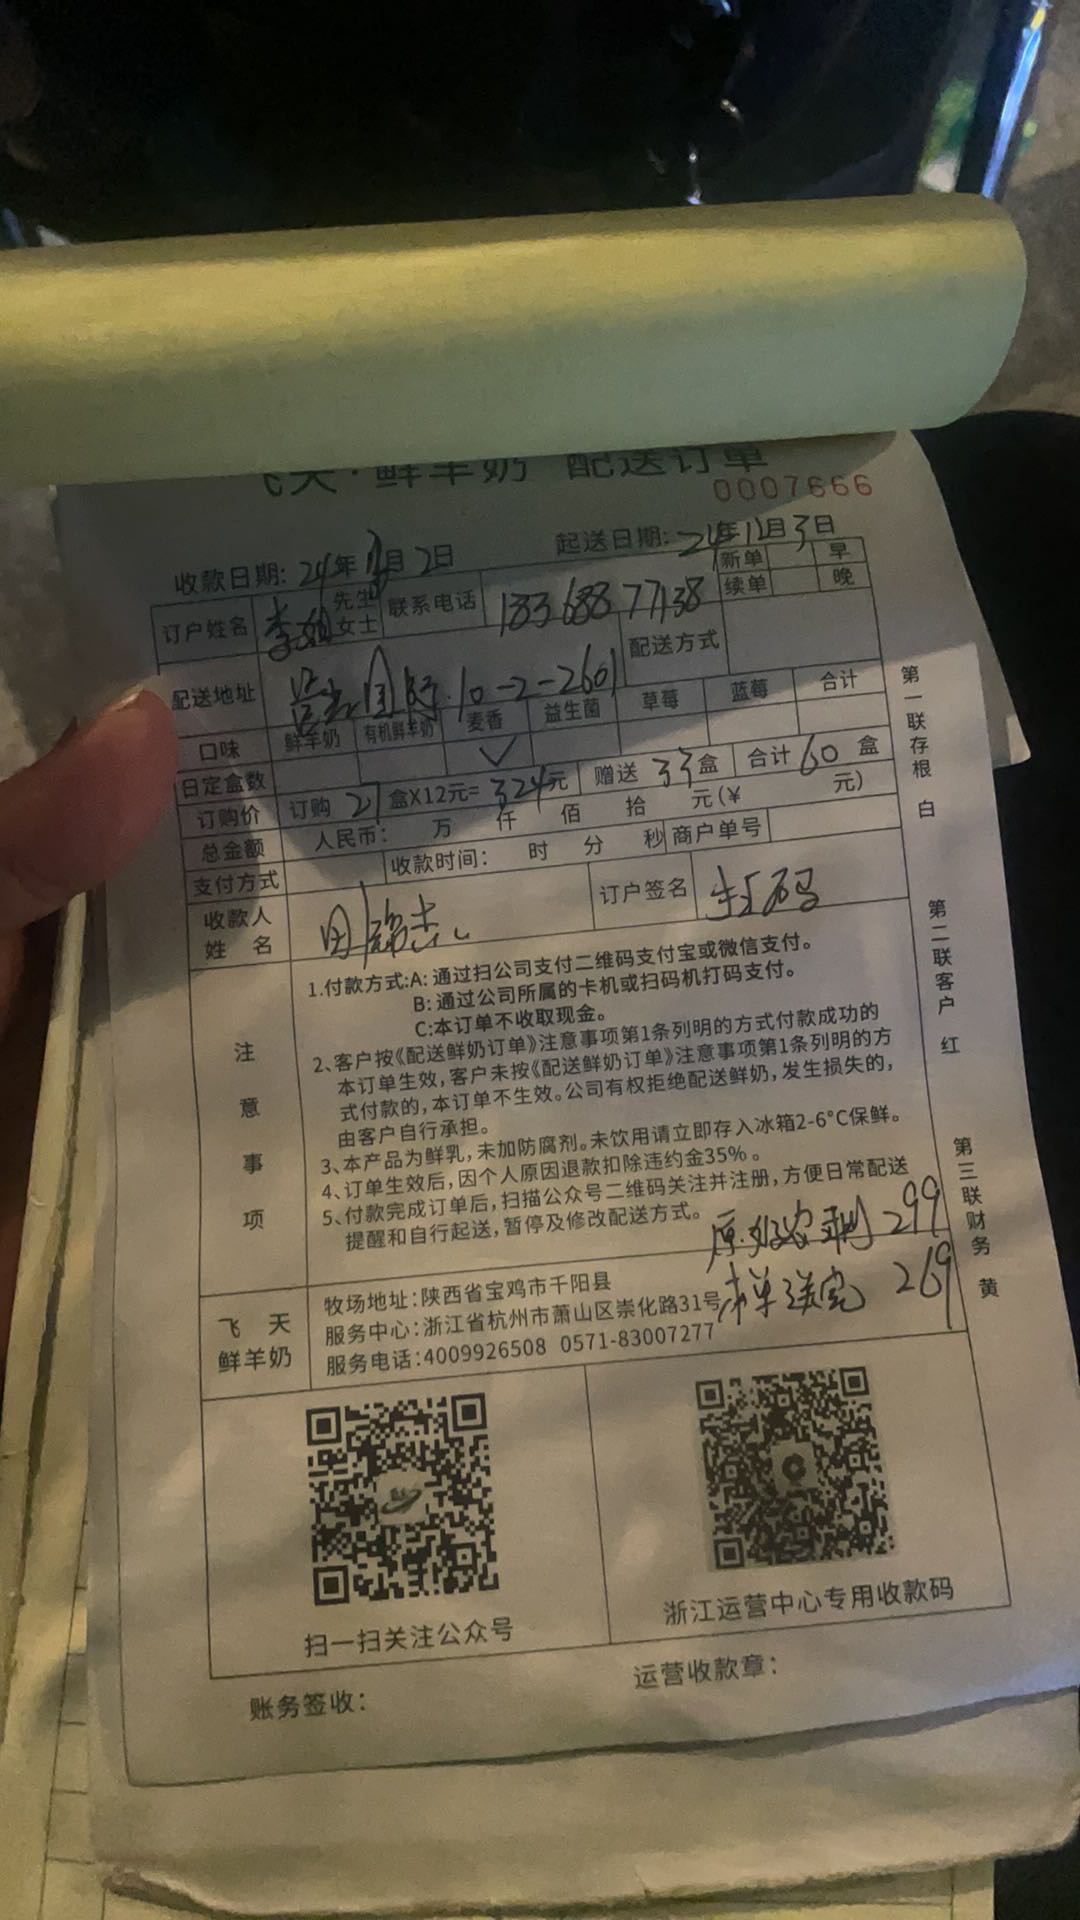 飞天·鲜羊奶 配送订单
0007666
收款日期: 24年 月2日
起送日期: 24年12月3日
订户姓名 李 先生 女士 联系电话 18368877138 新单 早 续单 晚
配送地址 10-2-2601 配送方式
口味 鲜羊奶 有机鲜羊奶 麦香 益生菌 草莓 蓝莓 合计
日定盒数 ✓
订购价 订购 27 盒X12元= 324元 赠送 33盒 合计 60 盒
总金额 人民币: 万 仟 佰 拾 元(¥ 元)
支付方式 收款时间: 时 分 秒 商户单号
收款人姓名 订户签名 扫码
注意事项
1.付款方式:A: 通过扫公司支付二维码支付宝或微信支付。
B: 通过公司所属的卡机或扫码机打码支付。
C:本订单不收取现金。
2、客户按《配送鲜奶订单》注意事项第1条列明的方式付款成功的
本订单生效,客户未按《配送鲜奶订单》注意事项第1条列明的方
式付款的,本订单不生效。公司有权拒绝配送鲜奶,发生损失的,
由客户自行承担。
3、本产品为鲜乳,未加防腐剂。未饮用请立即存入冰箱2-6°C保鲜。
4、订单生效后,因个人原因退款扣除违约金35%。
5、付款完成订单后,扫描公众号二维码关注并注册,方便日常配送
提醒和自行起送,暂停及修改配送方式。
299
单送完 269
飞天
鲜羊奶
牧场地址:陕西省宝鸡市千阳县
服务中心:浙江省杭州市萧山区崇化路31号
服务电话:4009926508 0571-83007277
扫一扫关注公众号
浙江运营中心专用收款码
账务签收:
运营收款章:
第一联存根 白
第二联客户 红
第三联财务 黄